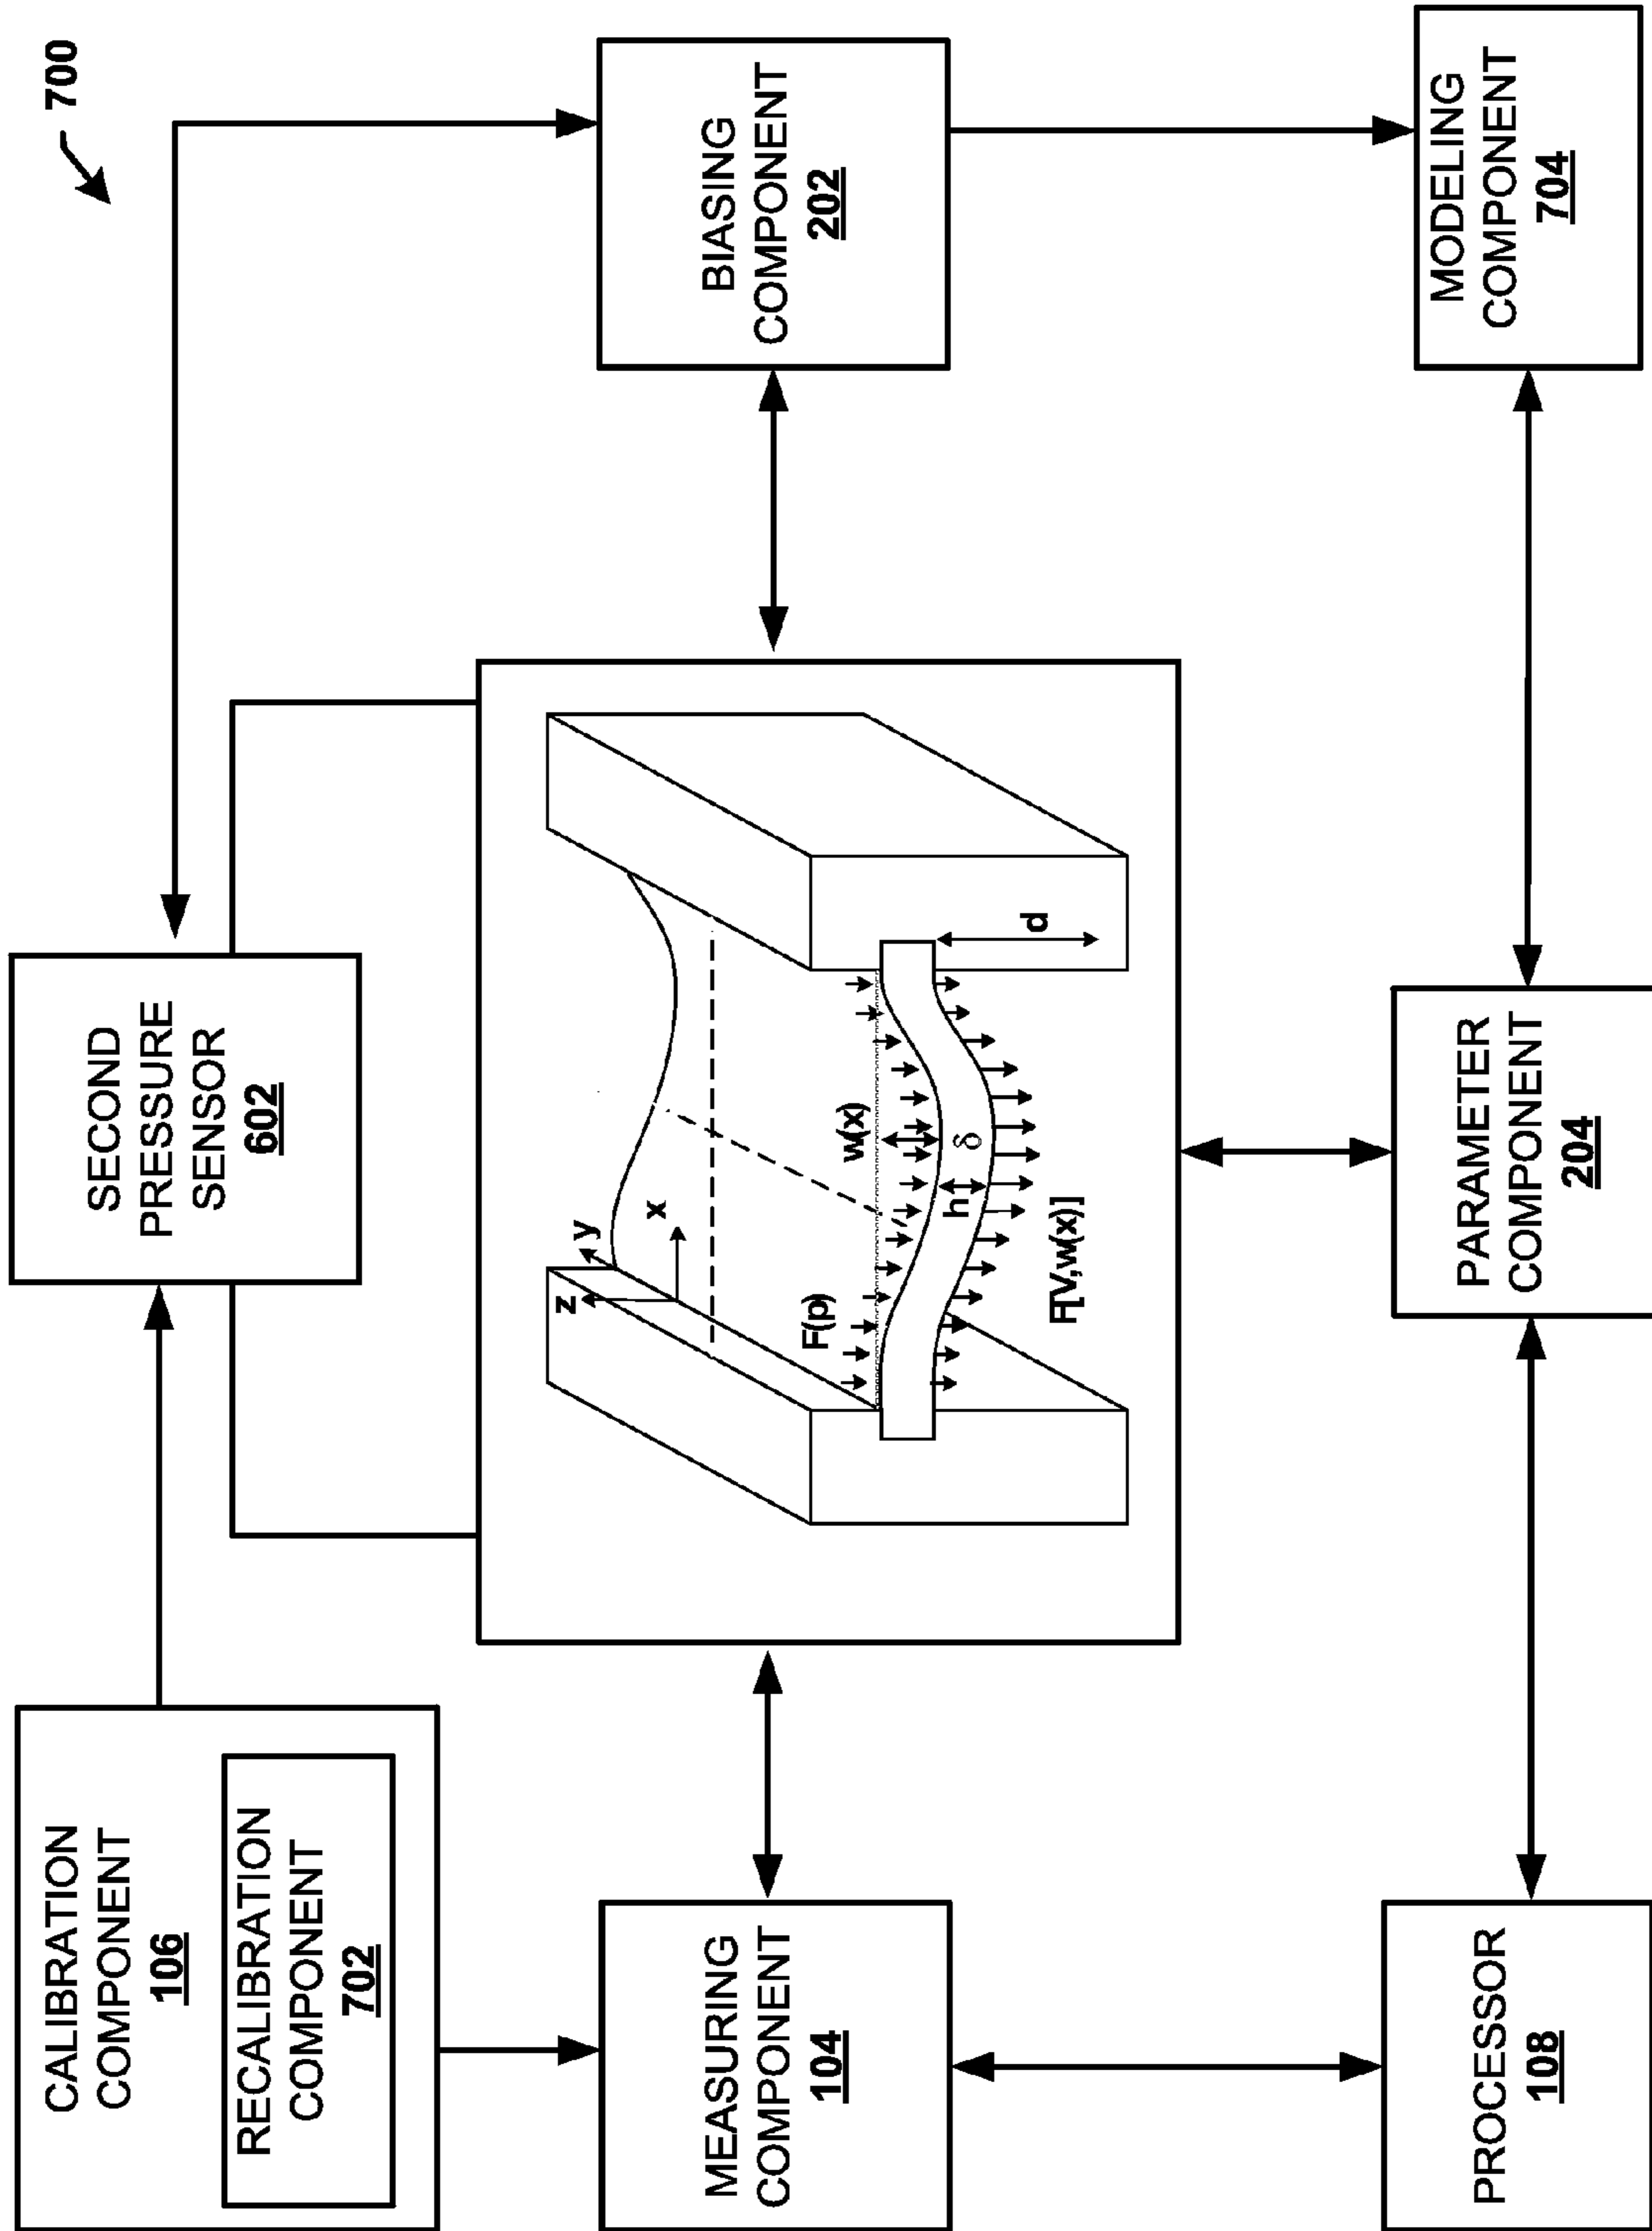 700
CALIBRATION
COMPONENT
106
RECALIBRATION
COMPONENT
702
SECOND
PRESSURE
SENSOR
602
MEASURING
COMPONENT
104
z
y
x
F(p)
w(x)
h
δ
d
F[V,w(x)]
BIASING
COMPONENT
202
PROCESSOR
108
PARAMETER
COMPONENT
204
MODELING
COMPONENT
704